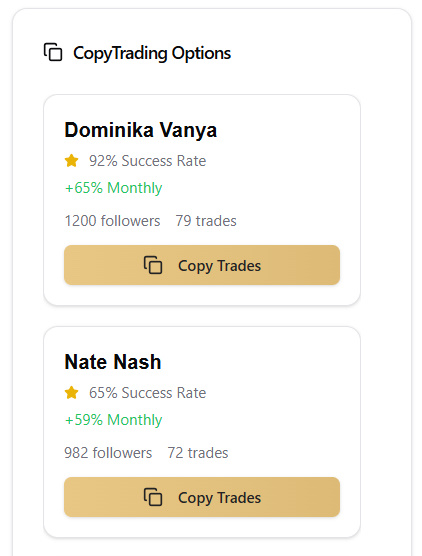 CopyTrading Options
Dominika Vanya
92% Success Rate
+65% Monthly
1200 followers 79 trades
Copy Trades
Nate Nash
65% Success Rate
+59% Monthly
982 followers 72 trades
Copy Trades